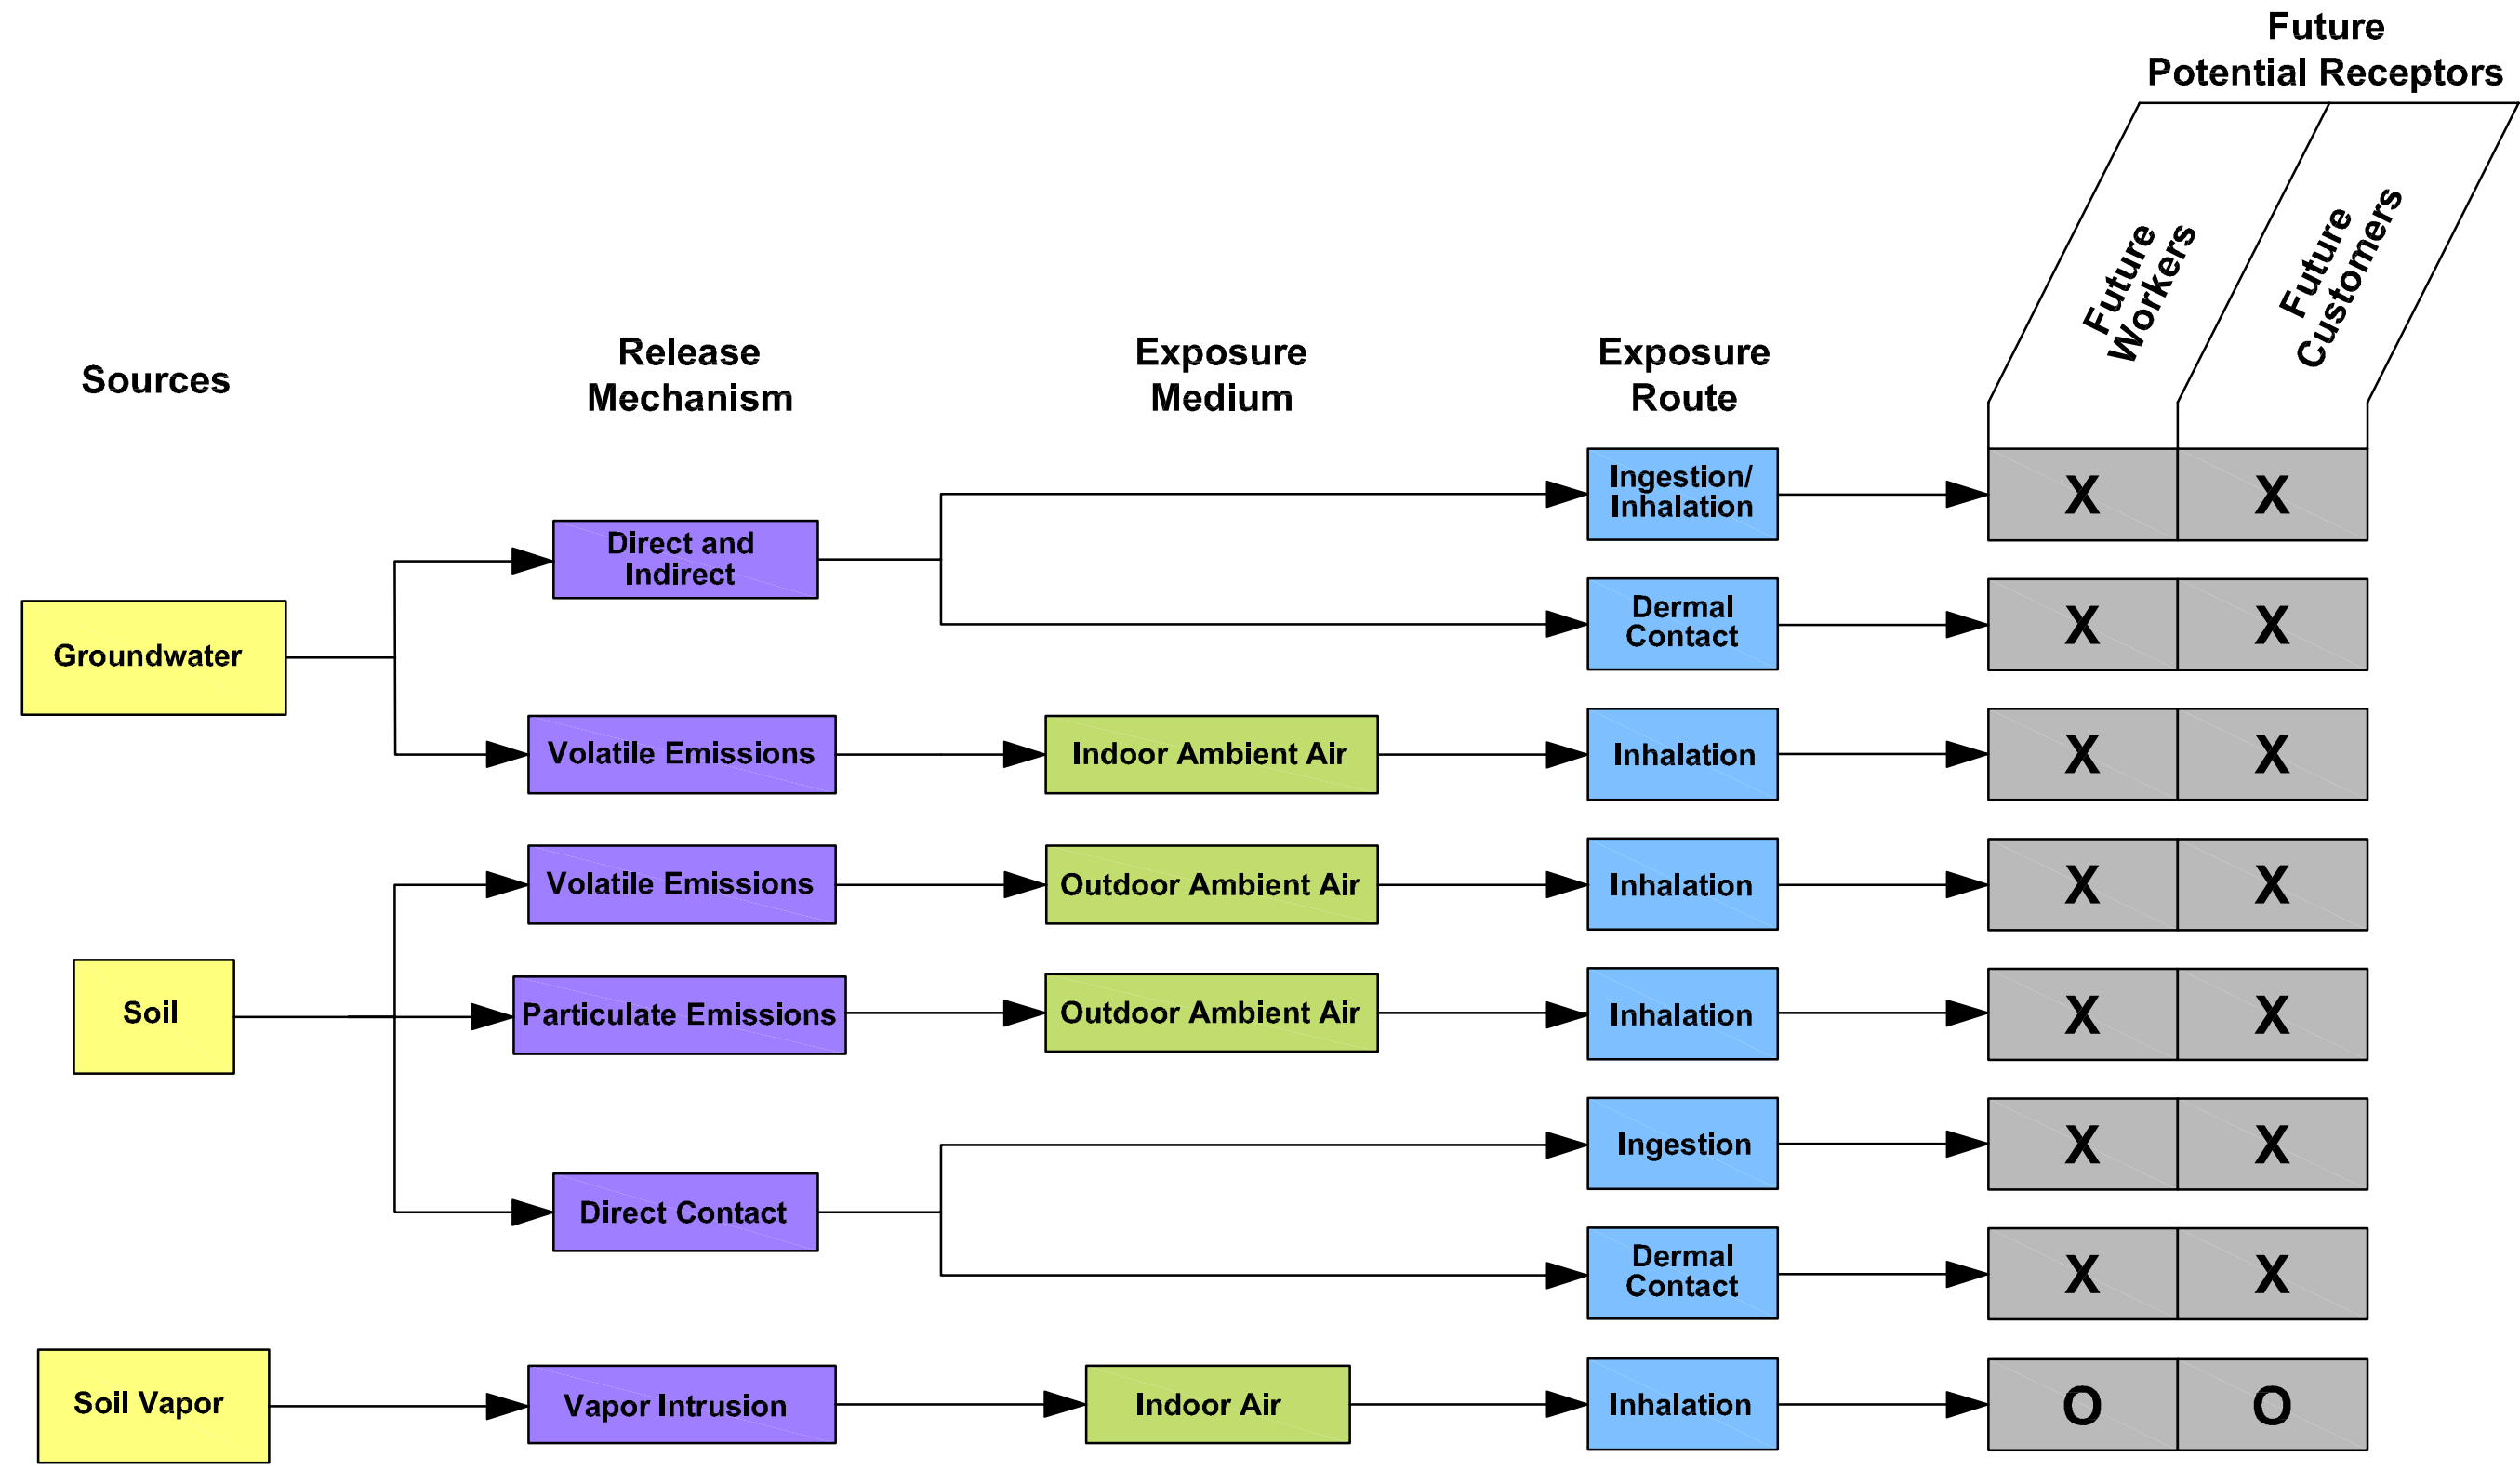 Future
Potential Receptors
Future
Workers
Future
Customers
Sources
Release
Mechanism
Exposure
Medium
Exposure
Route
Ingestion/
Inhalation
X
X
Direct and
Indirect
Dermal
Contact
X
X
Groundwater
Volatile Emissions
Indoor Ambient Air
Inhalation
X
X
Volatile Emissions
Outdoor Ambient Air
Inhalation
X
X
Soil
Particulate Emissions
Outdoor Ambient Air
Inhalation
X
X
Ingestion
X
X
Direct Contact
Dermal
Contact
X
X
Soil Vapor
Vapor Intrusion
Indoor Air
Inhalation
O
O